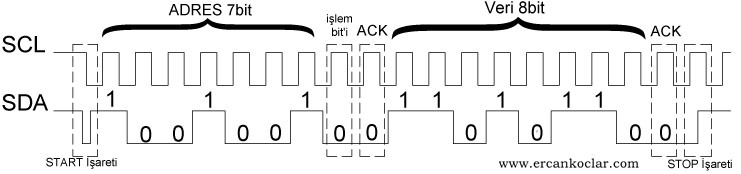 ADRES 7bit
işlem
bit'i
ACK
Veri 8bit
ACK
SCL
SDA
1 0 0 1 0 0 1 0 0 1 1 0 1 0 1 1 0 0
START İşareti
www.ercankoclar.com
STOP İşareti